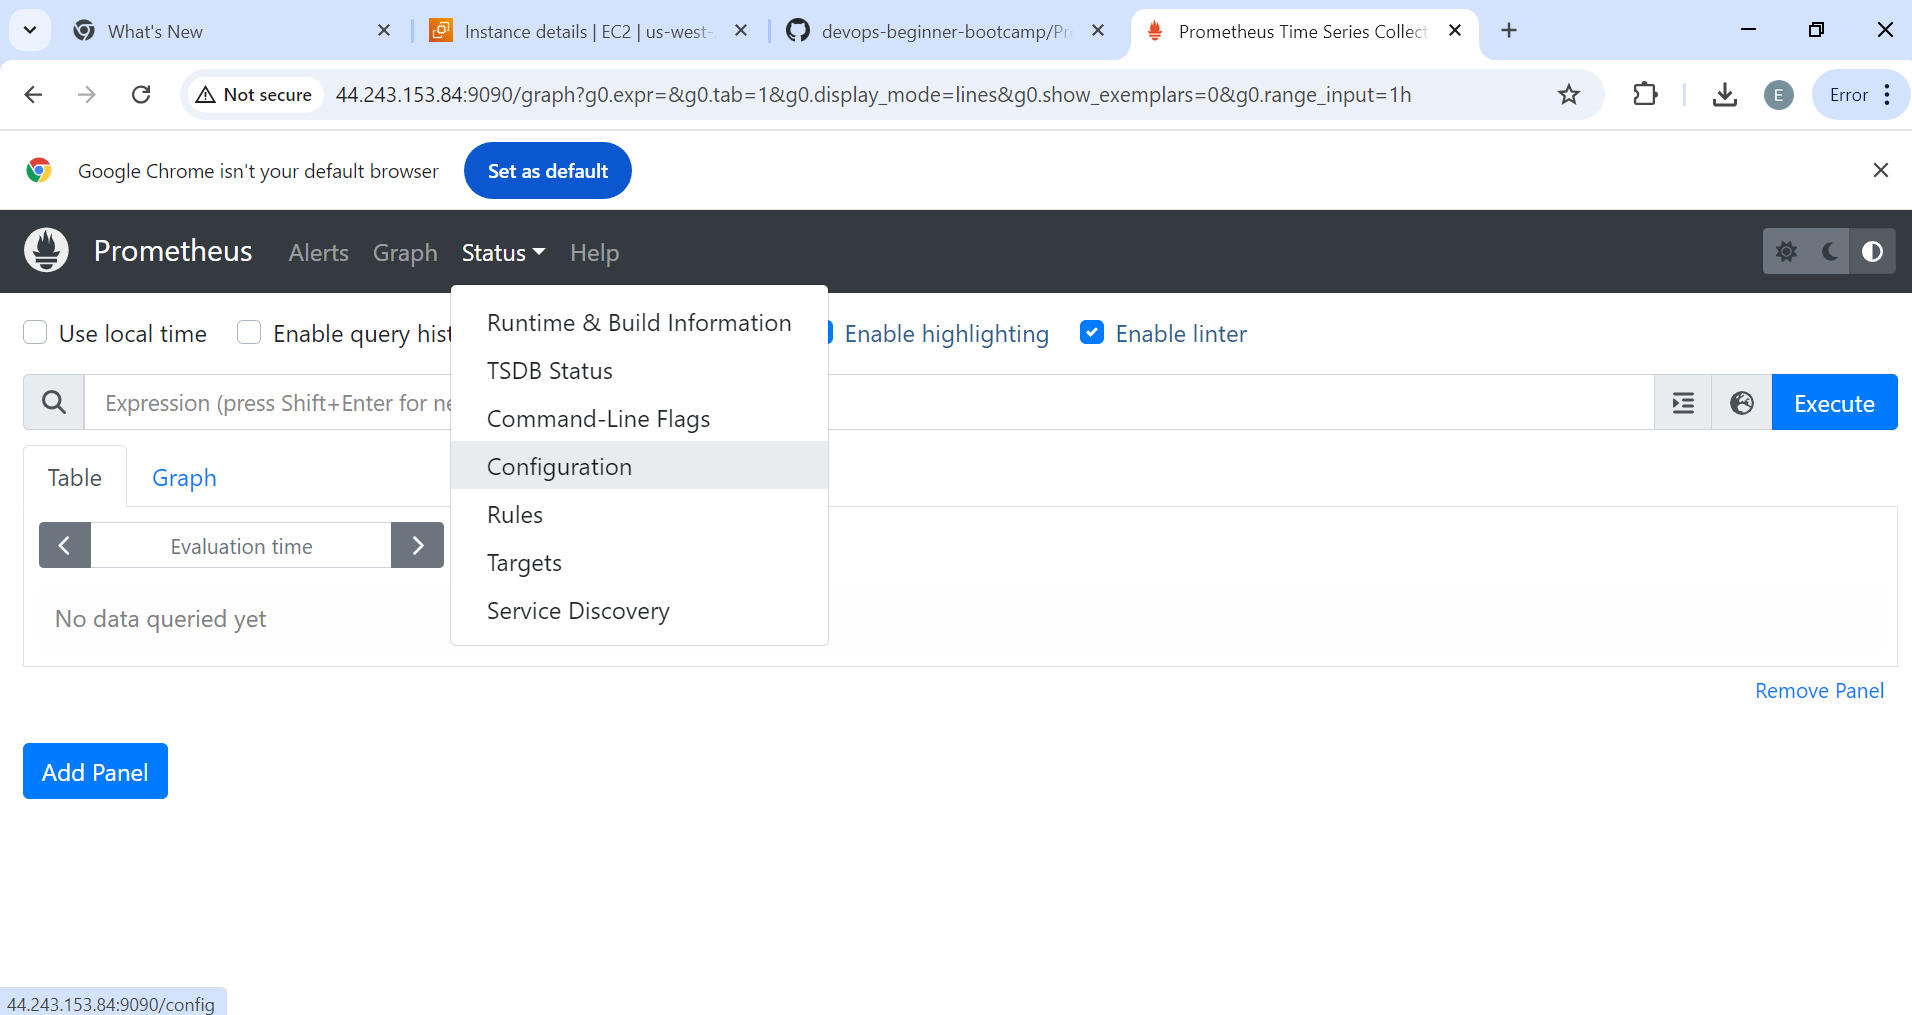 What's New
Instance details | EC2 | us-west-
devops-beginner-bootcamp/Pr
Prometheus Time Series Collect
Not secure
44.243.153.84:9090/graph?g0.expr=&g0.tab=1&g0.display_mode=lines&g0.show_exemplars=0&g0.range_input=1h
E
Error
Google Chrome isn't your default browser
Set as default
Prometheus
Alerts
Graph
Status
Help
Runtime & Build Information
TSDB Status
Command-Line Flags
Configuration
Rules
Targets
Service Discovery
Use local time
Enable query hist
Enable highlighting
Enable linter
Expression (press Shift+Enter for ne
Execute
Table
Graph
Evaluation time
No data queried yet
Remove Panel
Add Panel
44.243.153.84:9090/config